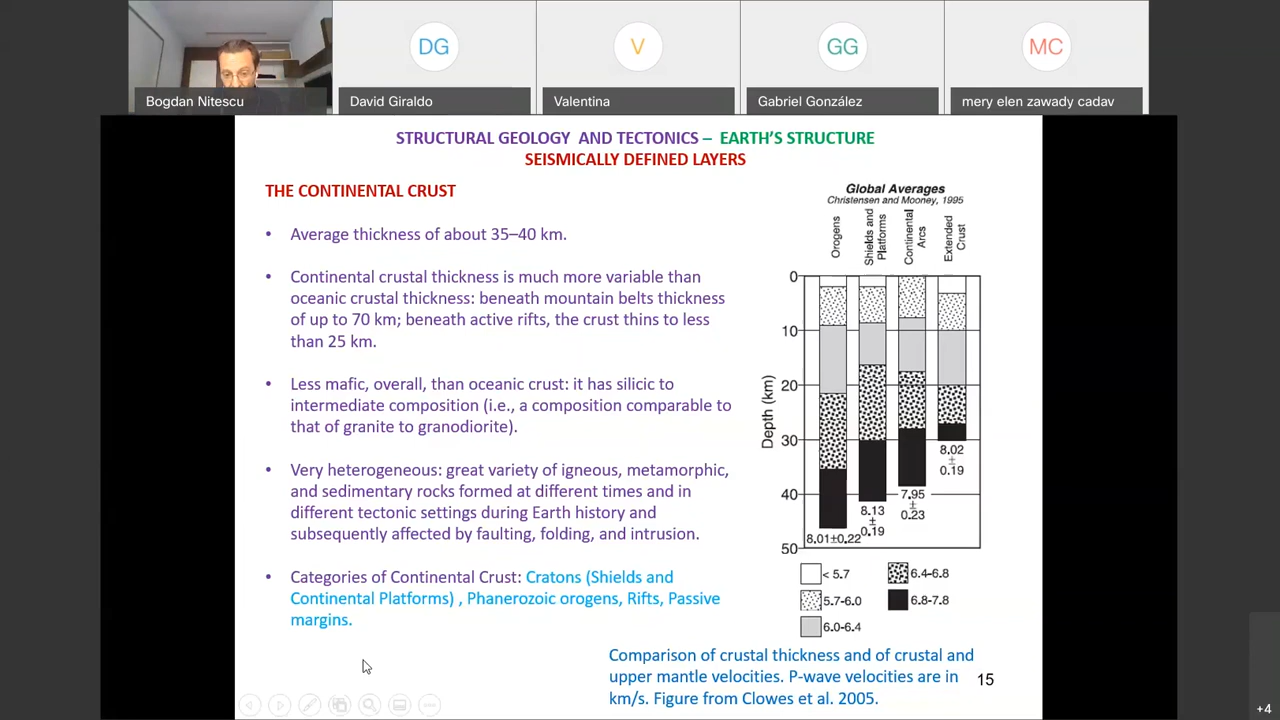 DG
V
GG
MC
Bogdan Nitescu
David Giraldo
Valentina
Gabriel González
mery elen zawady cadav
STRUCTURAL GEOLOGY AND TECTONICS – EARTH'S STRUCTURE
SEISMICALLY DEFINED LAYERS
THE CONTINENTAL CRUST
• Average thickness of about 35–40 km.
• Continental crustal thickness is much more variable than
oceanic crustal thickness: beneath mountain belts thickness
of up to 70 km; beneath active rifts, the crust thins to less
than 25 km.
• Less mafic, overall, than oceanic crust: it has silicic to
intermediate composition (i.e., a composition comparable to
that of granite to granodiorite).
• Very heterogeneous: great variety of igneous, metamorphic,
and sedimentary rocks formed at different times and in
different tectonic settings during Earth history and
subsequently affected by faulting, folding, and intrusion.
• Categories of Continental Crust: Cratons (Shields and
Continental Platforms) , Phanerozoic orogens, Rifts, Passive
margins.
Global Averages
Christensen and Mooney, 1995
Orogens
Shields and
Platforms
Continental
Arcs
Extended
Crust
Depth (km)
0
10
20
30
40
50
8.01±0.22
8.13
±
0.19
7.95
±
0.23
8.02
±
0.19
< 5.7
5.7-6.0
6.0-6.4
6.4-6.8
6.8-7.8
Comparison of crustal thickness and of crustal and
upper mantle velocities. P-wave velocities are in
km/s. Figure from Clowes et al. 2005.
15
+4